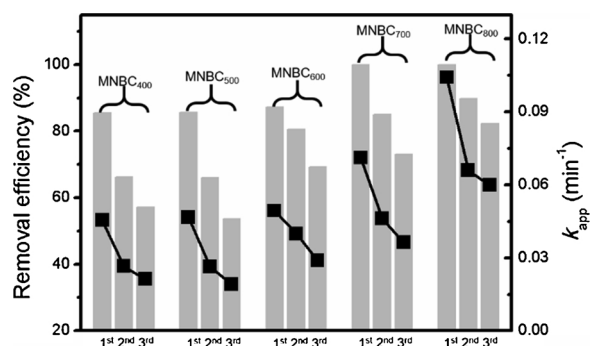 Removal efficiency (%)
100
80
60
40
20
MNBC400
MNBC500
MNBC600
MNBC700
MNBC800
0.12
0.09
0.06
0.03
0.00
kapp (min-1)
1st 2nd 3rd 1st 2nd 3rd 1st 2nd 3rd 1st 2nd 3rd 1st 2nd 3rd